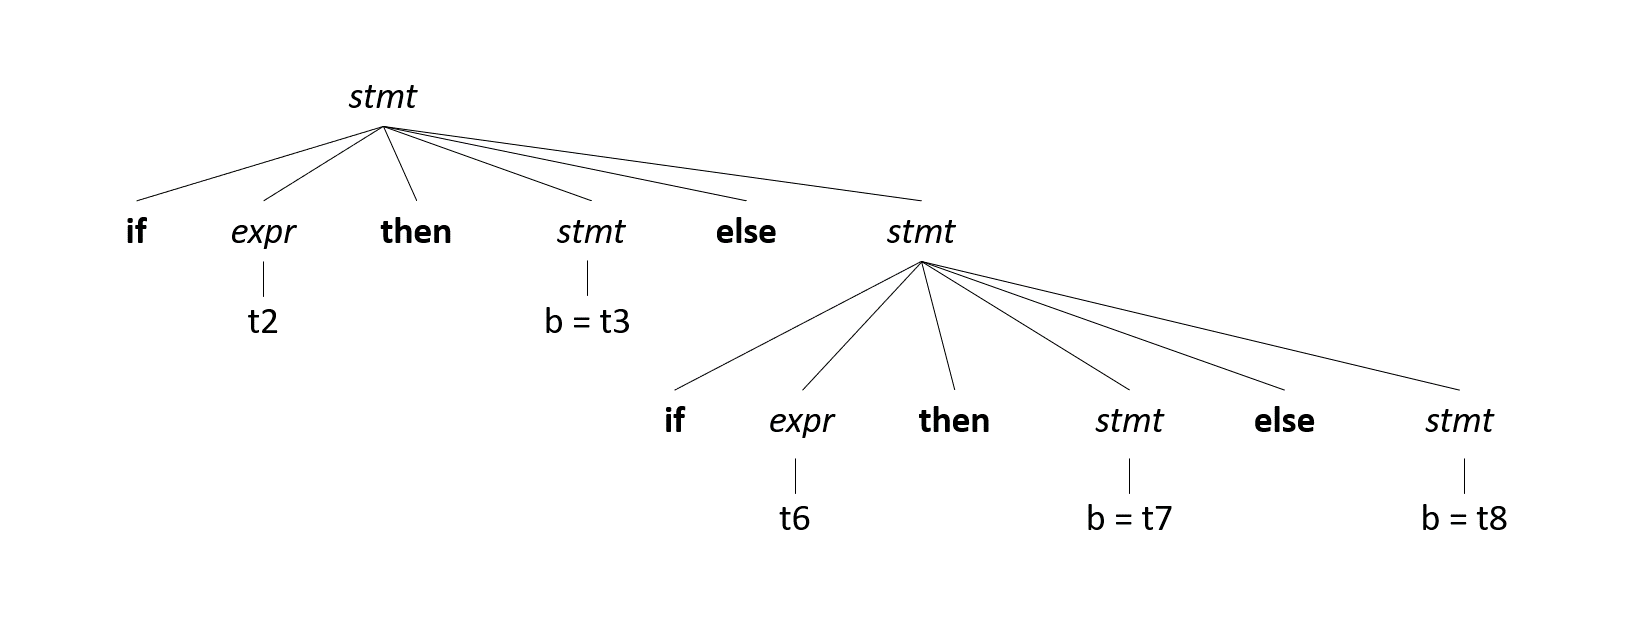 stmt
if expr then stmt else stmt
t2 b = t3
if expr then stmt else stmt
t6 b = t7 b = t8